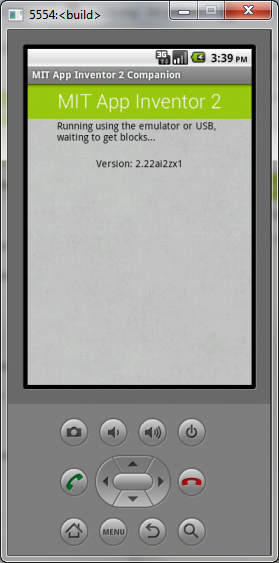 5554:<build>
3G
3:39 PM
MIT App Inventor 2 Companion
MIT App Inventor 2
Running using the emulator or USB,
waiting to get blocks...
Version: 2.22ai2zx1
MENU